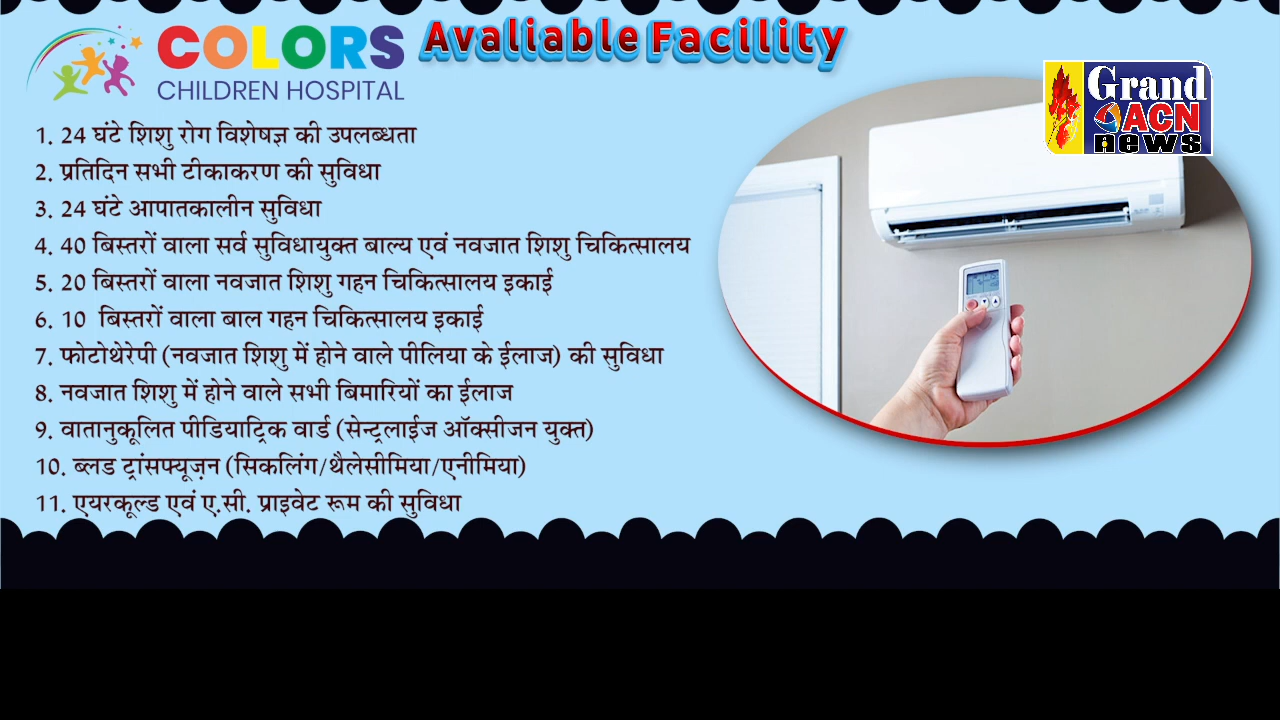 COLORS
CHILDREN HOSPITAL
Avaliable Facility
Grand
ACN
news
1. 24 घंटे शिशु रोग विशेषज्ञ की उपलब्धता
2. प्रतिदिन सभी टीकाकरण की सुविधा
3. 24 घंटे आपातकालीन सुविधा
4. 40 बिस्तरों वाला सर्व सुविधायुक्त बाल्य एवं नवजात शिशु चिकित्सालय
5. 20 बिस्तरों वाला नवजात शिशु गहन चिकित्सालय इकाई
6. 10 बिस्तरों वाला बाल गहन चिकित्सालय इकाई
7. फोटोथेरेपी (नवजात शिशु में होने वाले पीलिया के ईलाज) की सुविधा
8. नवजात शिशु में होने वाले सभी बिमारियों का ईलाज
9. वातानुकूलित पीडियाट्रिक वार्ड (सेन्ट्रलाईज ऑक्सीजन युक्त)
10. ब्लड ट्रांसफ्यूज़न (सिकलिंग/थैलेसीमिया/एनीमिया)
11. एयरकूल्ड एवं ए.सी. प्राइवेट रूम की सुविधा